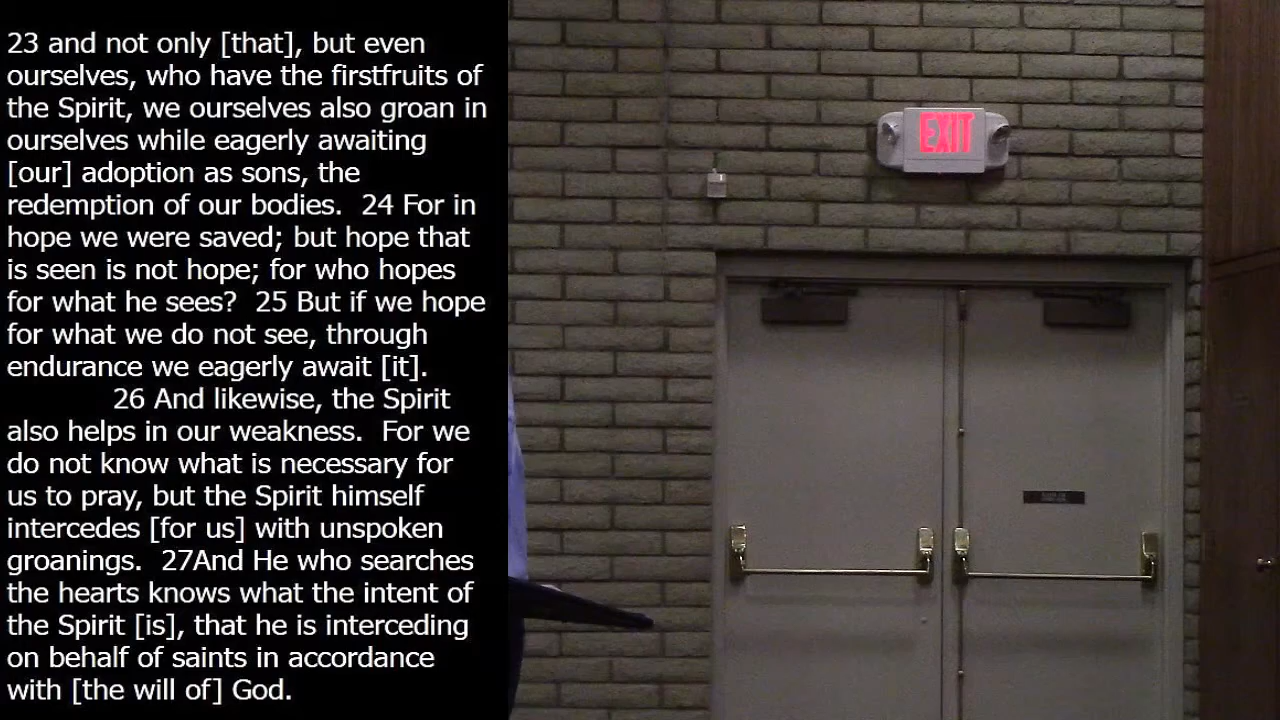 23 and not only [that], but even
ourselves, who have the firstfruits of
the Spirit, we ourselves also groan in
ourselves while eagerly awaiting
[our] adoption as sons, the
redemption of our bodies.  24 For in
hope we were saved; but hope that
is seen is not hope; for who hopes
for what he sees?  25 But if we hope
for what we do not see, through
endurance we eagerly await [it].
26 And likewise, the Spirit
also helps in our weakness.  For we
do not know what is necessary for
us to pray, but the Spirit himself
intercedes [for us] with unspoken
groanings.  27And He who searches
the hearts knows what the intent of
the Spirit [is], that he is interceding
on behalf of saints in accordance
with [the will of] God.
EXIT